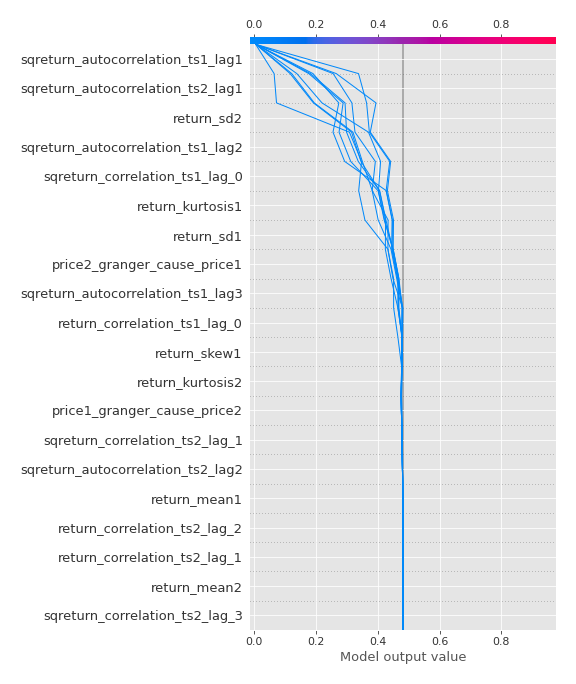 0.0 0.2 0.4 0.6 0.8
sqreturn_autocorrelation_ts1_lag1
sqreturn_autocorrelation_ts2_lag1
return_sd2
sqreturn_autocorrelation_ts1_lag2
sqreturn_correlation_ts1_lag_0
return_kurtosis1
return_sd1
price2_granger_cause_price1
sqreturn_autocorrelation_ts1_lag3
return_correlation_ts1_lag_0
return_skew1
return_kurtosis2
price1_granger_cause_price2
sqreturn_correlation_ts2_lag_1
sqreturn_autocorrelation_ts2_lag2
return_mean1
return_correlation_ts2_lag_2
return_correlation_ts2_lag_1
return_mean2
sqreturn_correlation_ts2_lag_3
0.0 0.2 0.4 0.6 0.8
Model output value